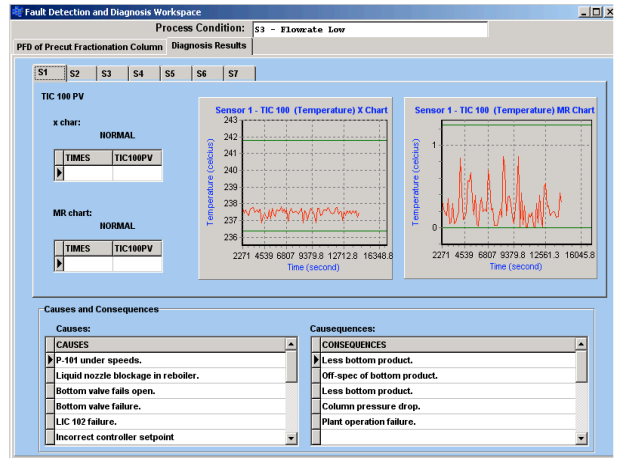 Fault Detection and Diagnosis Workspace
Process Condition: S3 - Flowrate Low
PFD of Precut Fractionation Column Diagnosis Results
S1 S2 S3 S4 S5 S6 S7
TIC 100 PV
x char:
NORMAL
TIMES TIC100PV
MR chart:
NORMAL
TIMES TIC100PV
Sensor 1 - TIC 100 (Temperature) X Chart
Temperature (celcius)
243
242
241
240
239
238
237
236
2271 4539 6807 9379.8 12712.8 16348.8
Time (second)
Sensor 1 - TIC 100 (Temperature) MR Chart
Temperature (celcius)
1
0
2271 4539 6807 9379.8 12561.3 16045.8
Time (second)
Causes and Consequences
Causes:
CAUSES
P-101 under speeds.
Liquid nozzle blockage in reboiler.
Bottom valve fails open.
Bottom valve failure.
LIC 102 failure.
Incorrect controller setpoint
Causequences:
CONSEQUENCES
Less bottom product.
Off-spec of bottom product.
Less bottom product.
Column pressure drop.
Plant operation failure.